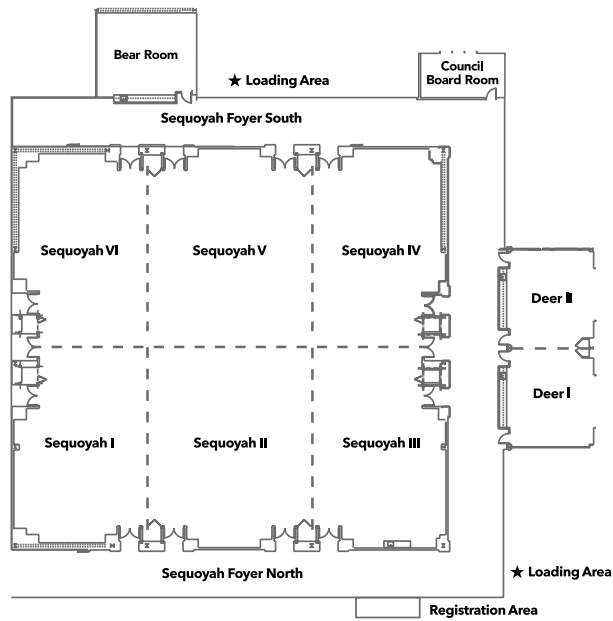 Bear Room
★ Loading Area
Council
Board Room
Sequoyah Foyer South
Sequoyah VI
Sequoyah V
Sequoyah IV
Deer II
Deer I
Sequoyah I
Sequoyah II
Sequoyah III
Sequoyah Foyer North
★ Loading Area
Registration Area